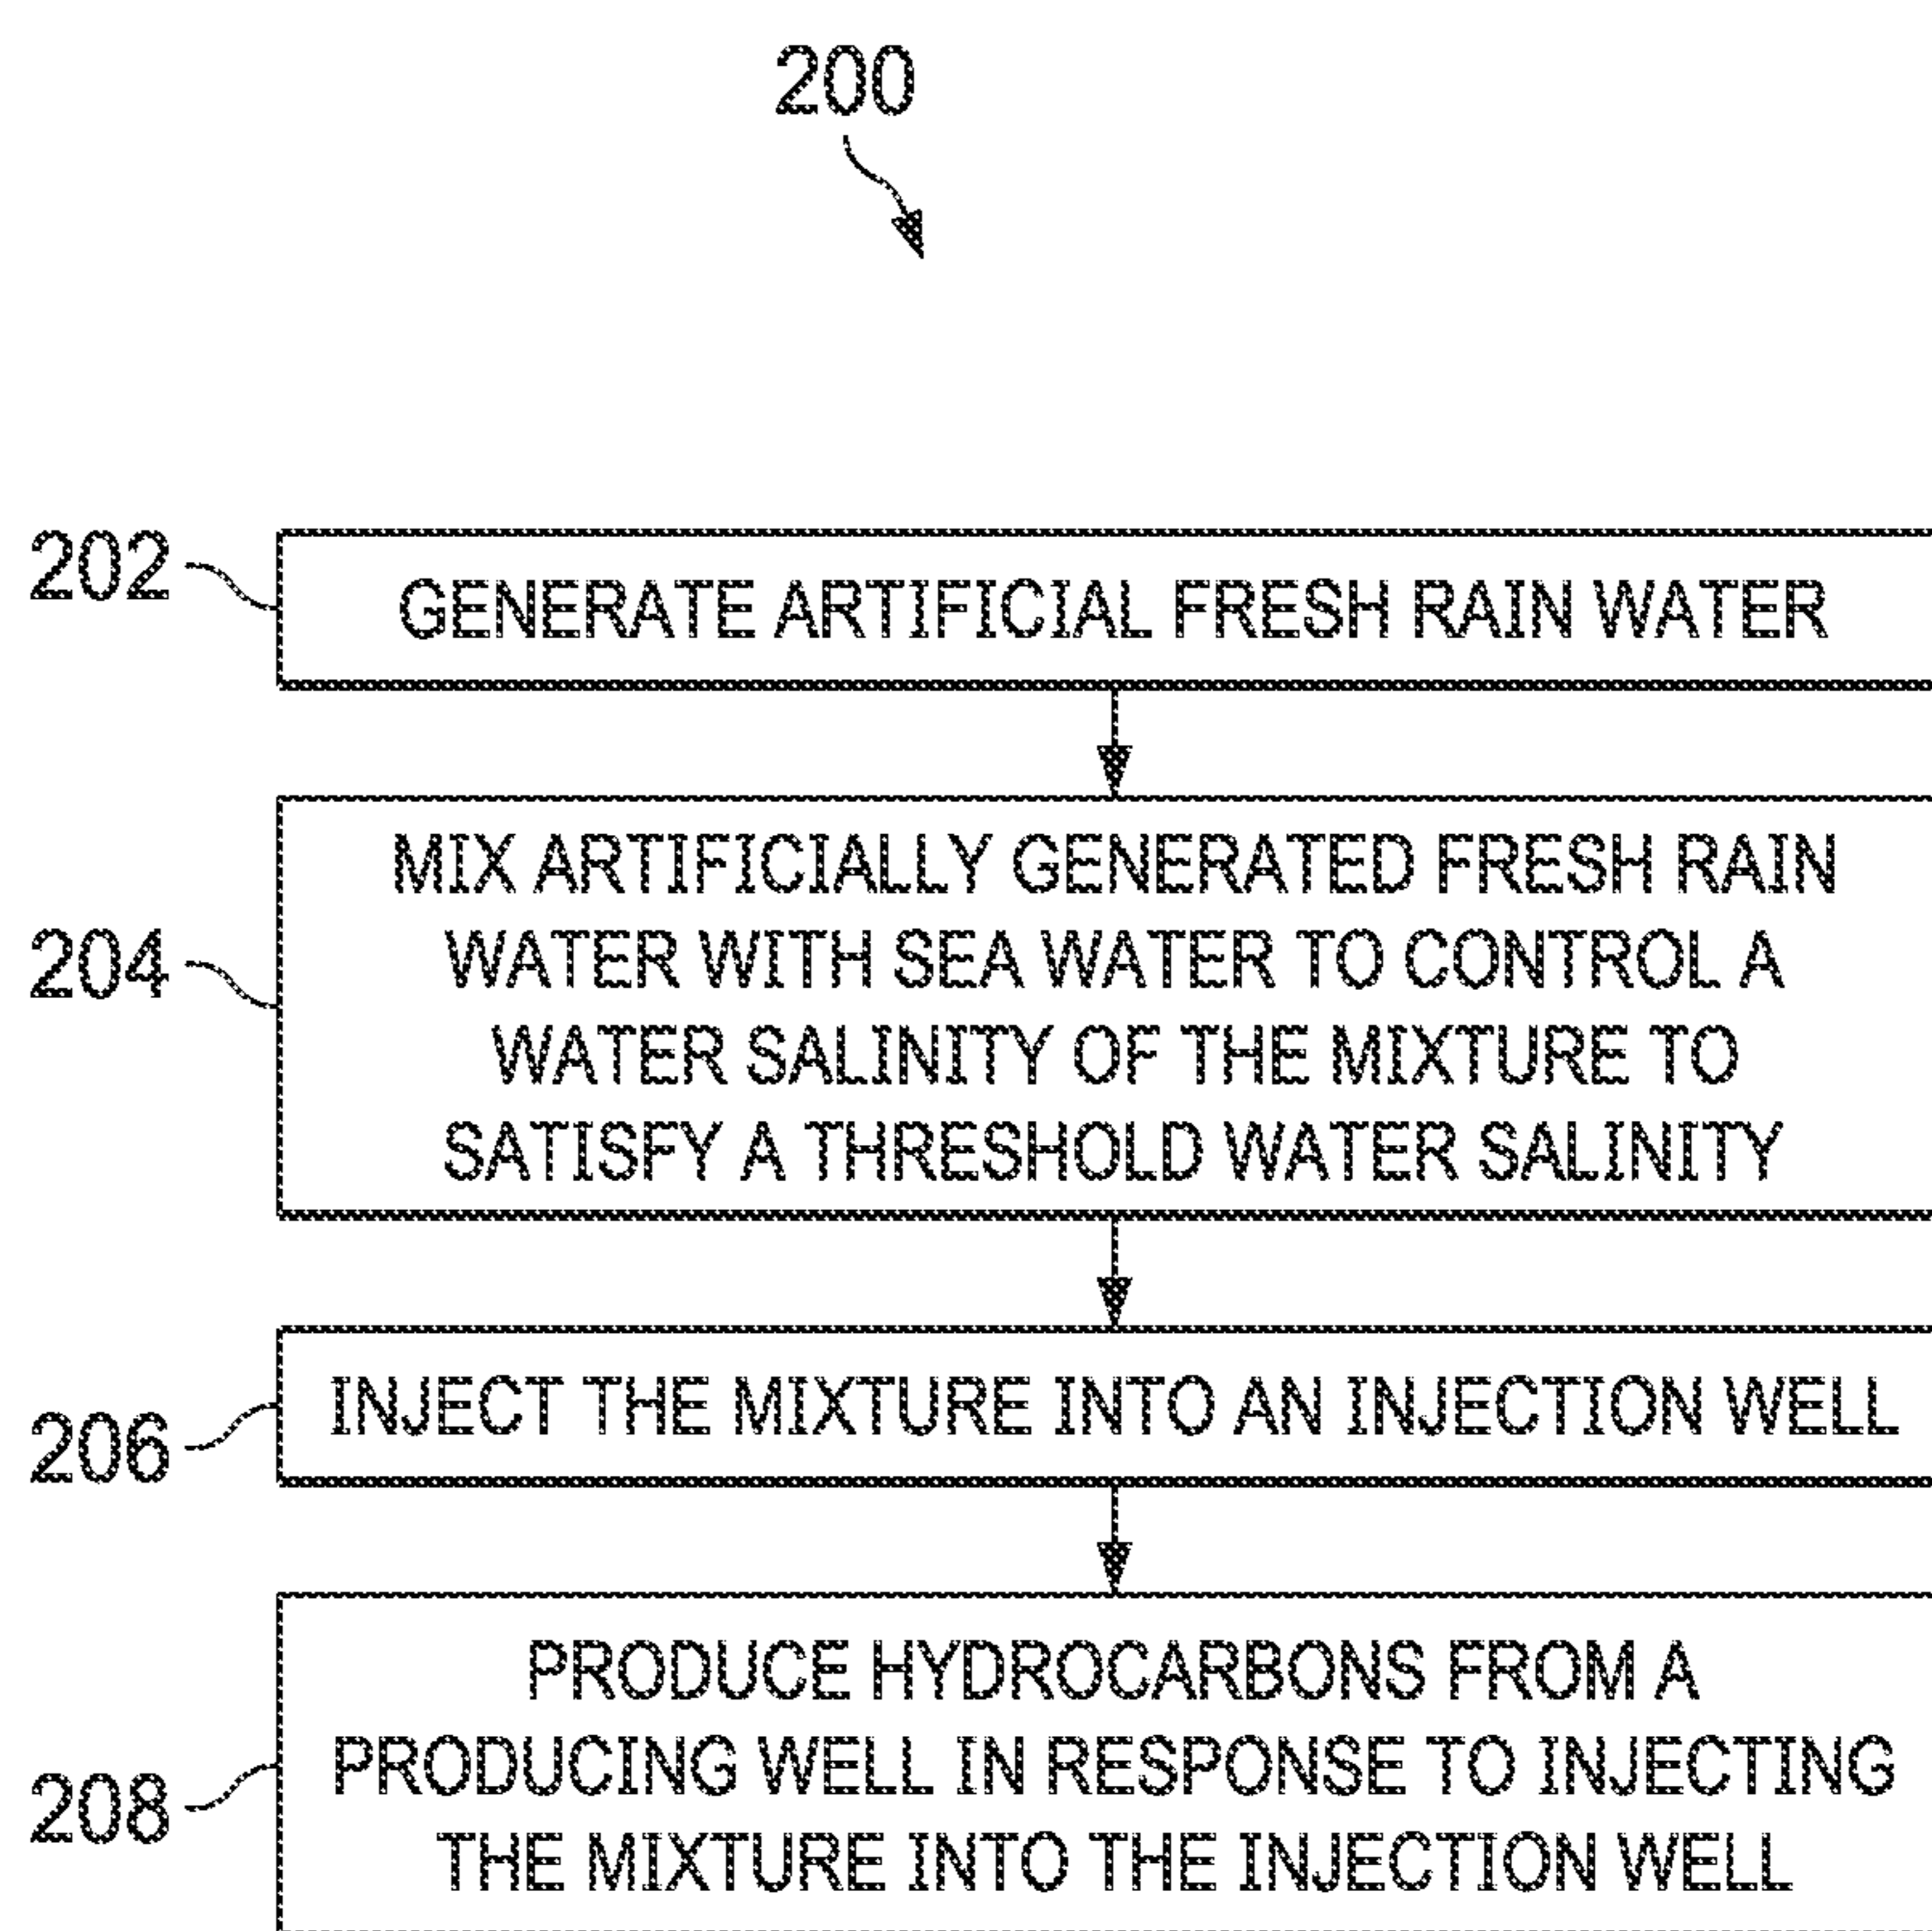 200
202
GENERATE ARTIFICIAL FRESH RAIN WATER
204
MIX ARTIFICIALLY GENERATED FRESH RAIN
WATER WITH SEA WATER TO CONTROL A
WATER SALINITY OF THE MIXTURE TO
SATISFY A THRESHOLD WATER SALINITY
206
INJECT THE MIXTURE INTO AN INJECTION WELL
208
PRODUCE HYDROCARBONS FROM A
PRODUCING WELL IN RESPONSE TO INJECTING
THE MIXTURE INTO THE INJECTION WELL